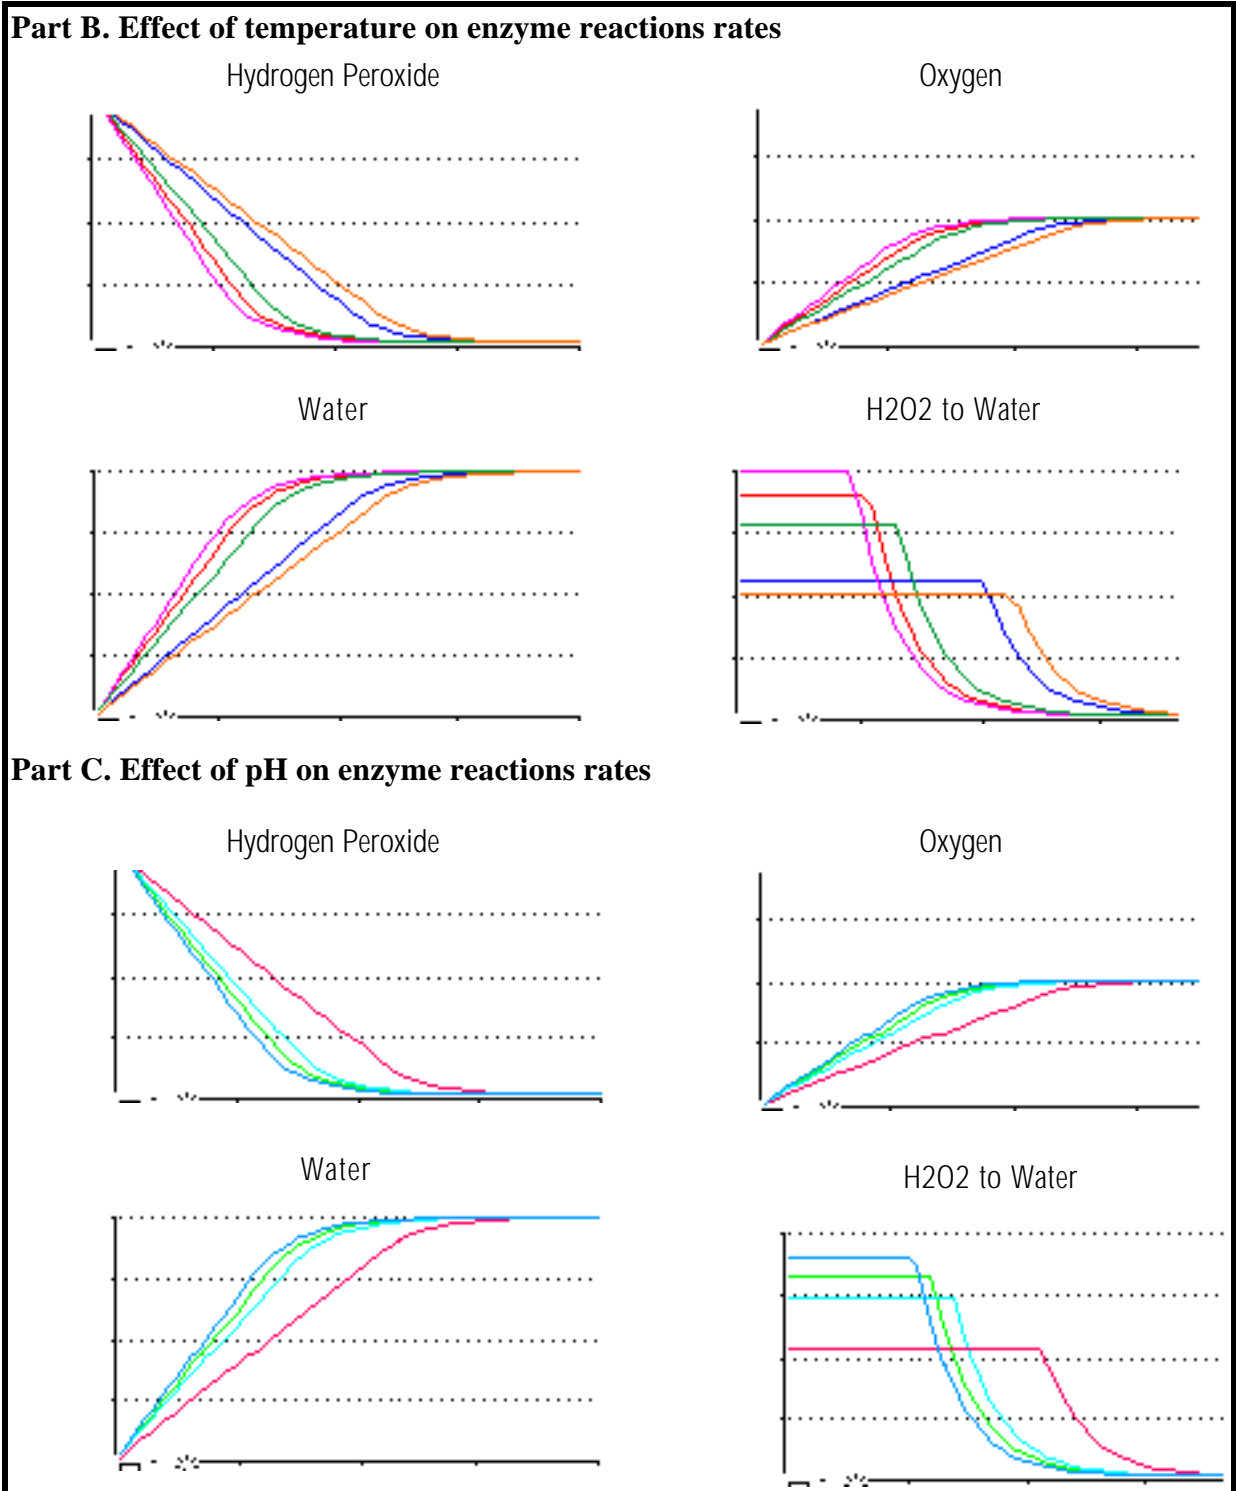 Part B. Effect of temperature on enzyme reactions rates
Hydrogen Peroxide
Oxygen
Water
H2O2 to Water
Part C. Effect of pH on enzyme reactions rates
Hydrogen Peroxide
Oxygen
Water
H2O2 to Water